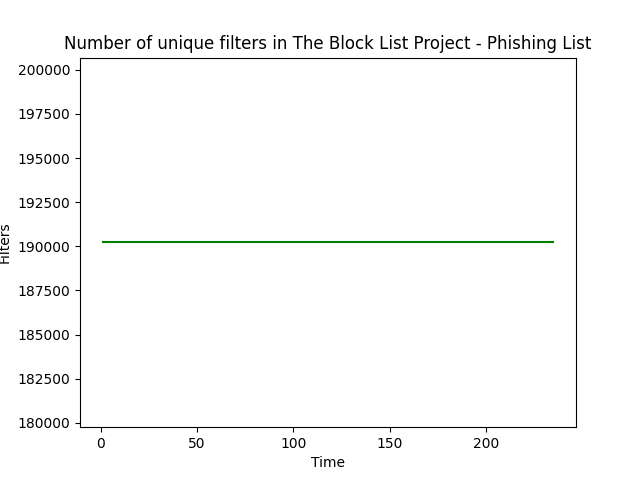 Number of unique filters in The Block List Project - Phishing List
200000
197500
195000
192500
190000
187500
185000
182500
180000
Filters
0 50 100 150 200
Time